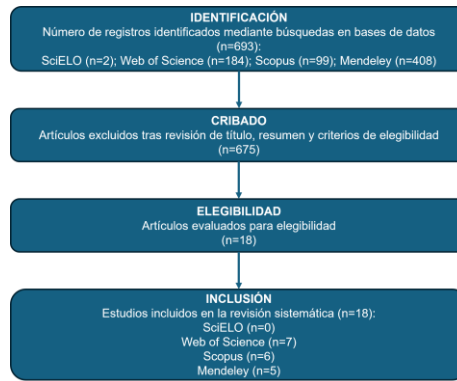 IDENTIFICACIÓN
Número de registros identificados mediante búsquedas en bases de datos
(n=693):
SciELO (n=2); Web of Science (n=184); Scopus (n=99); Mendeley (n=408)
CRIBADO
Artículos excluidos tras revisión de título, resumen y criterios de elegibilidad
(n=675)
ELEGIBILIDAD
Artículos evaluados para elegibilidad
(n=18)
INCLUSIÓN
Estudios incluidos en la revisión sistemática (n=18):
SciELO (n=0)
Web of Science (n=7)
Scopus (n=6)
Mendeley (n=5)